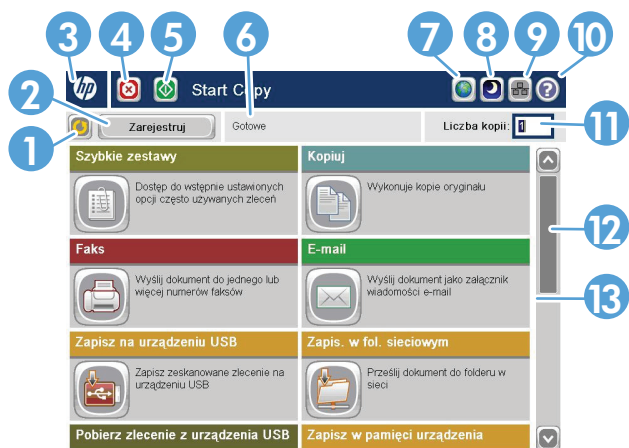 3 4 5 6 7 8 9 10
hp Start Copy ?
2 Zarejestruj Gotowe Liczba kopii: 1 11
1
Szybkie zestawy
Dostęp do wstępnie ustawionych
opcji często używanych zleceń
Kopiuj
Wykonuje kopie oryginału
12
Faks
Wyślij dokument do jednego lub
więcej numerów faksów
E-mail
Wyślij dokument jako załącznik
wiadomości e-mail
13
Zapisz na urządzeniu USB
Zapisz zeskanowane zlecenie na
urządzeniu USB
Zapis. w fol. sieciowym
Prześlij dokument do folderu w
sieci
Pobierz zlecenie z urządzenia USB
Zapisz w pamięci urządzenia